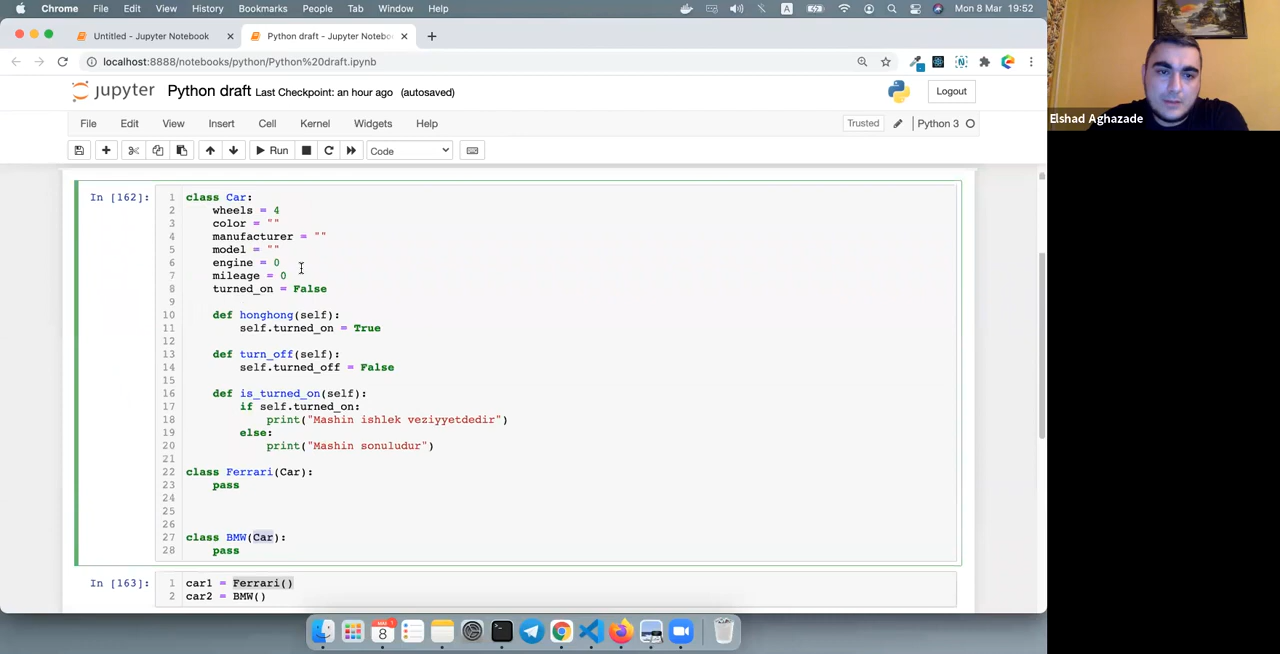 Chrome File Edit View History Bookmarks People Tab Window Help A Mon 8 Mar 19:52
Untitled - Jupyter Notebook
Python draft - Jupyter Notebo
localhost:8888/notebooks/python/Python%20draft.ipynb
jupyter Python draft Last Checkpoint: an hour ago (autosaved)
Logout
File Edit View Insert Cell Kernel Widgets Help
Trusted Python 3
Run
Code
In [162]:
1 class Car:
2 wheels = 4
3 color = ""
4 manufacturer = ""
5 model = ""
6 engine = 0
7 mileage = 0
8 turned_on = False
9
10 def honghong(self):
11 self.turned_on = True
12
13 def turn_off(self):
14 self.turned_off = False
15
16 def is_turned_on(self):
17 if self.turned_on:
18 print("Mashin ishlek veziyyetdedir")
19 else:
20 print("Mashin sonuludur")
21
22 class Ferrari(Car):
23 pass
24
25
26
27 class BMW(Car):
28 pass
In [163]:
1 car1 = Ferrari()
2 car2 = BMW()
Elshad Aghazade
8